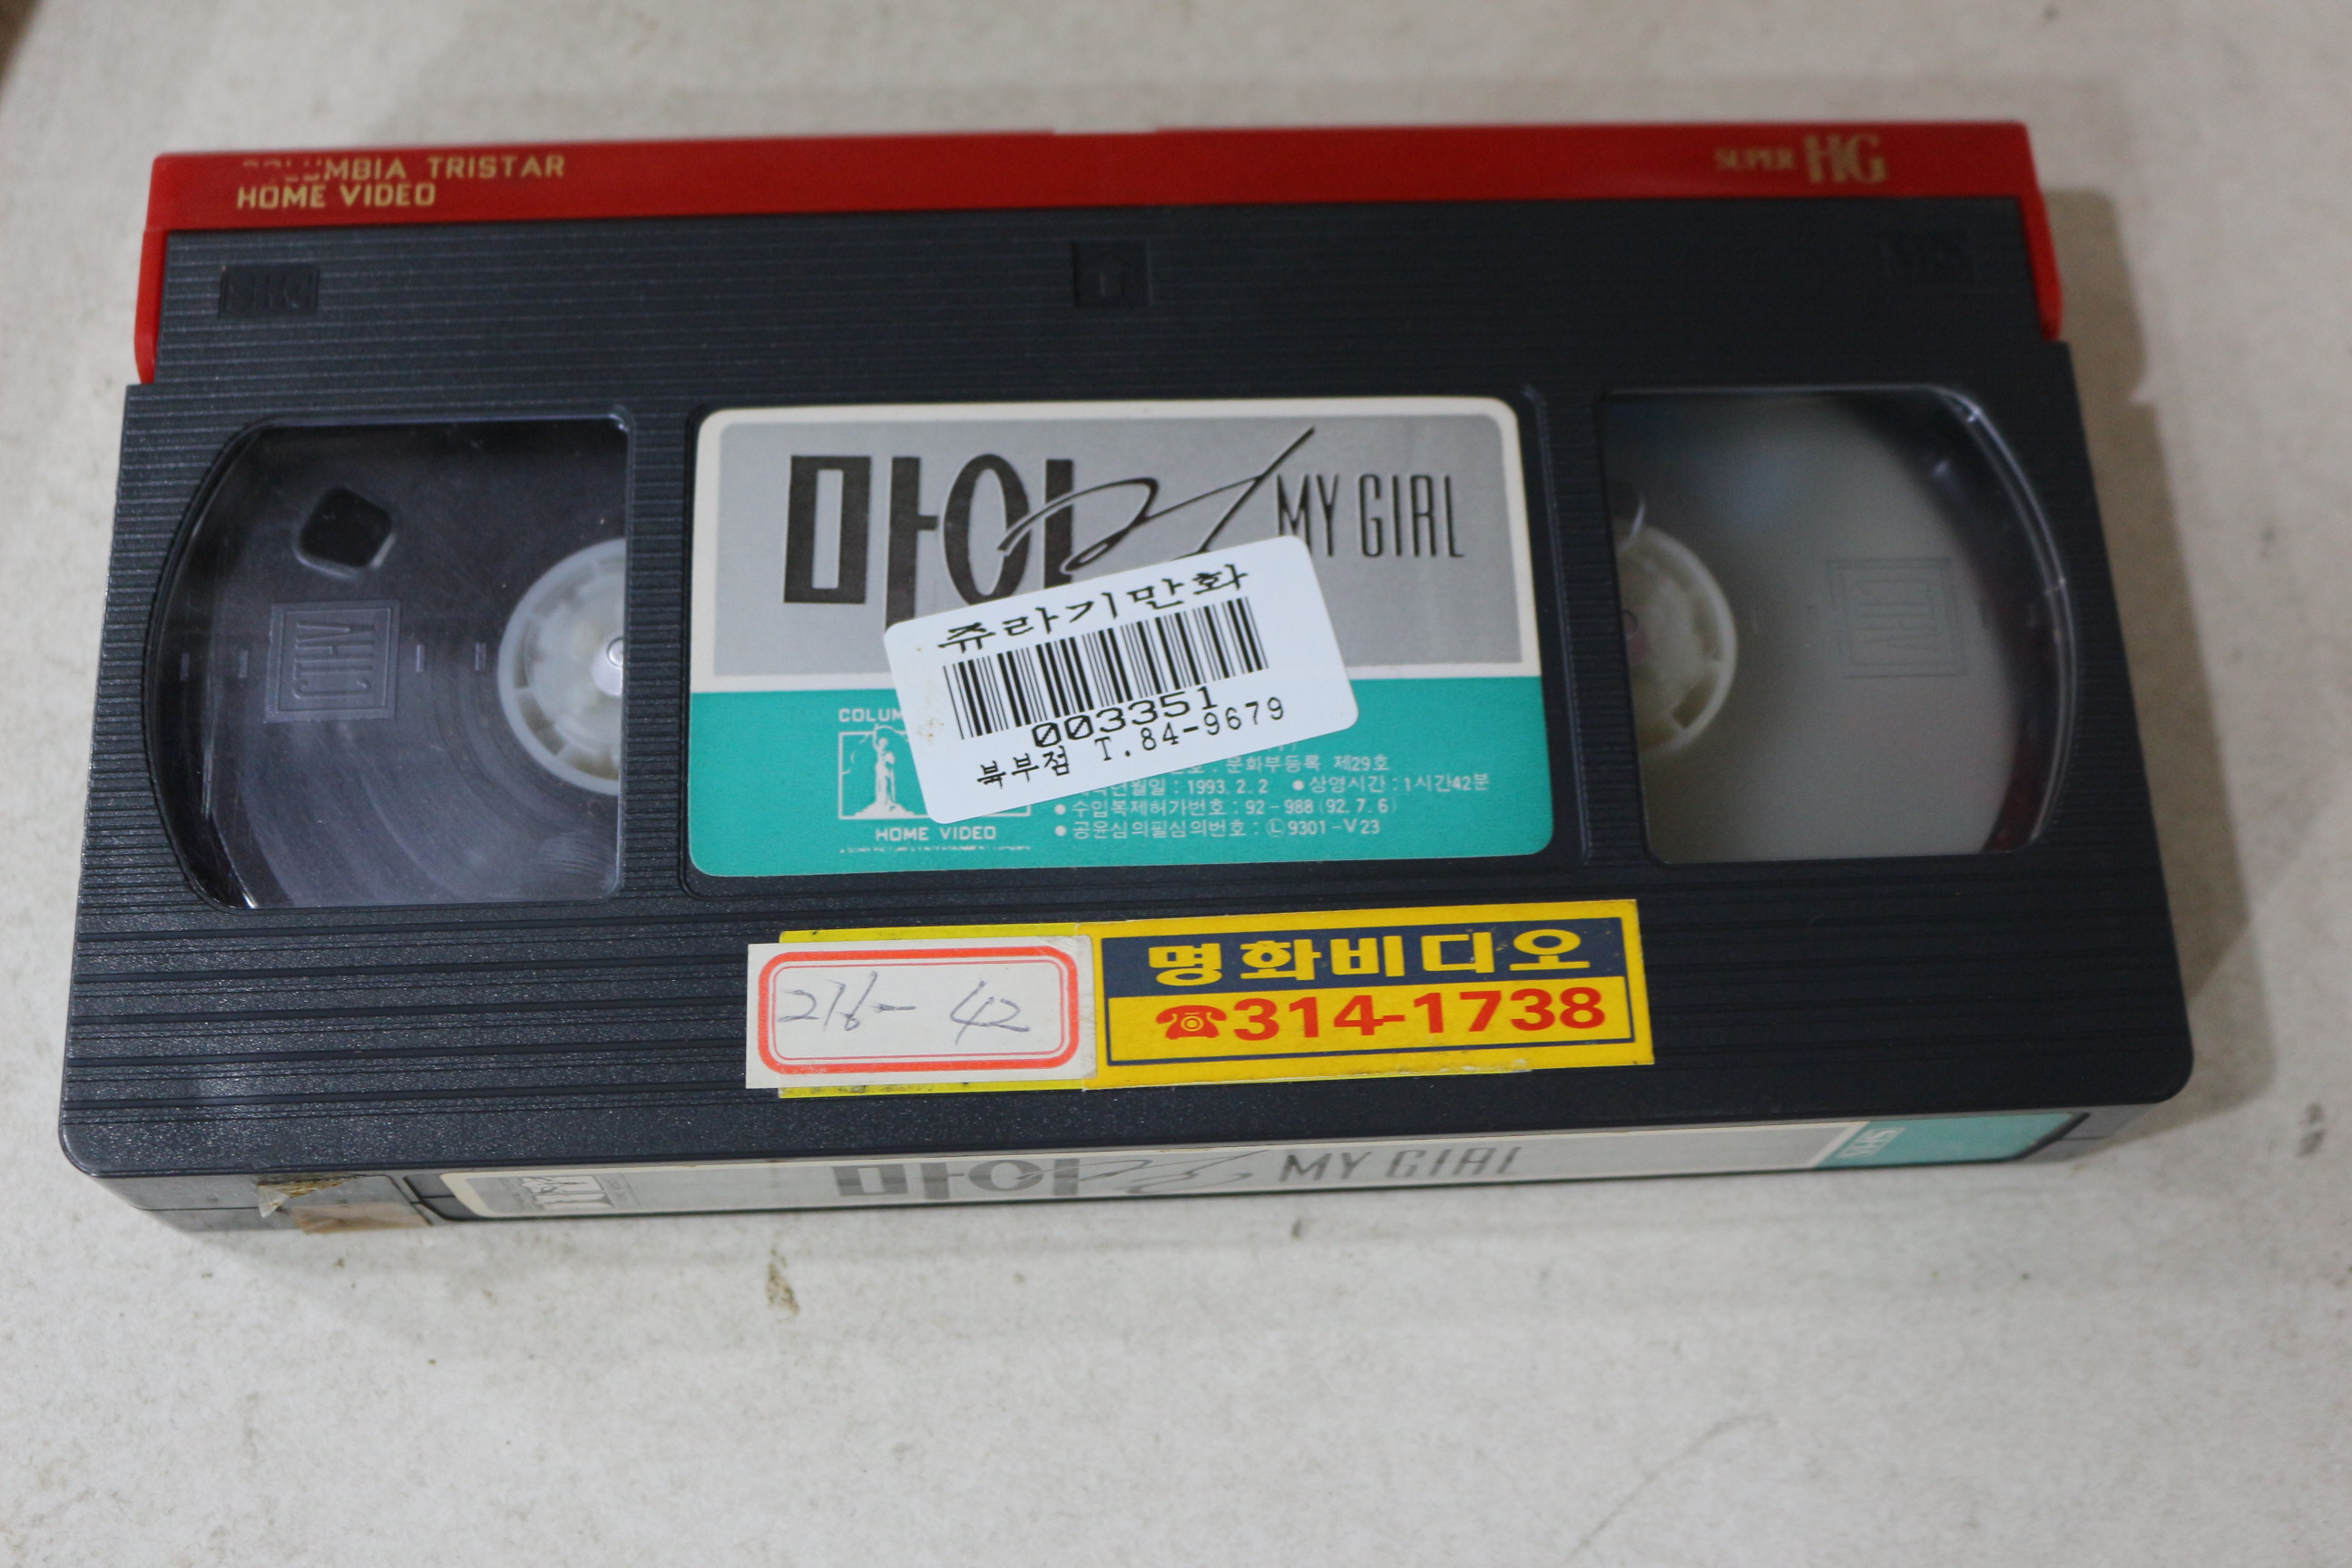 COLUMBIA TRISTAR
HOME VIDEO
SUPER HG
마이걸 MY GIRL
쥬라기만화
003351
북부점 T.84-9679
HOME VIDEO
문화부등록 제29호
1993. 2. 2 ●상영시간 : 1시간42분
●수입복제허가번호 : 92-988 (92. 7. 6)
●공윤심의필심의번호 : Ⓛ9301-V23
42
명화비디오
☎314-1738
마이걸 MY GIRL
VHS